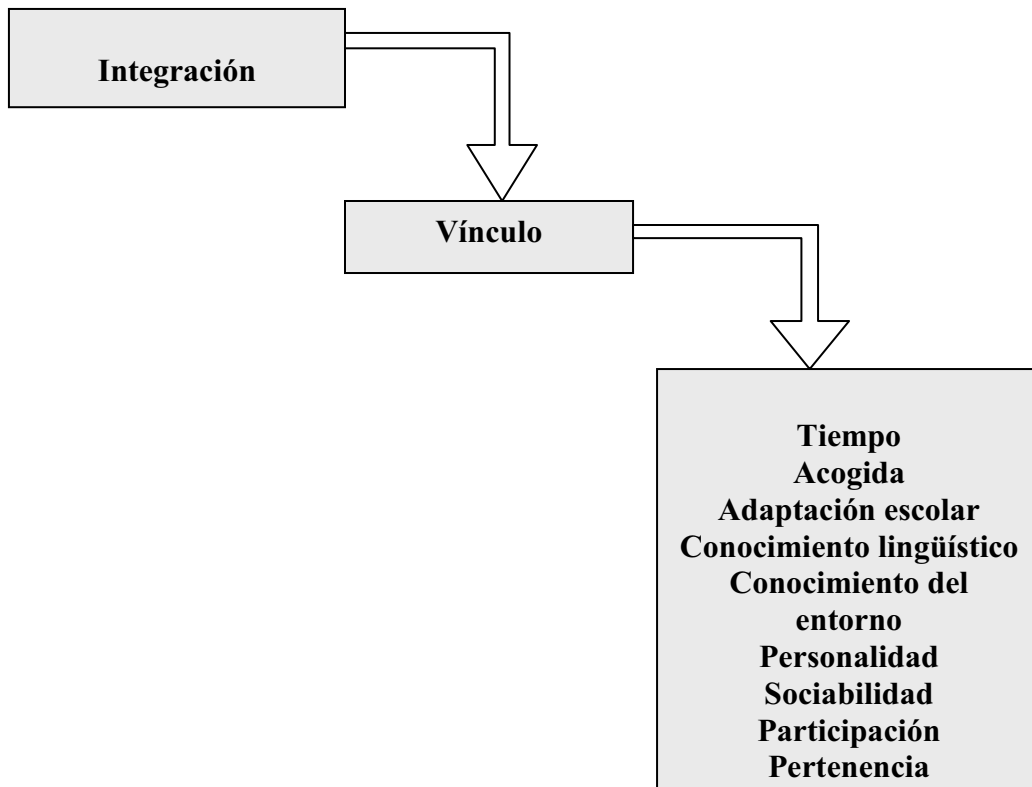 Integración
Vínculo
Tiempo
Acogida
Adaptación escolar
Conocimiento lingüístico
Conocimiento del
entorno
Personalidad
Sociabilidad
Participación
Pertenencia